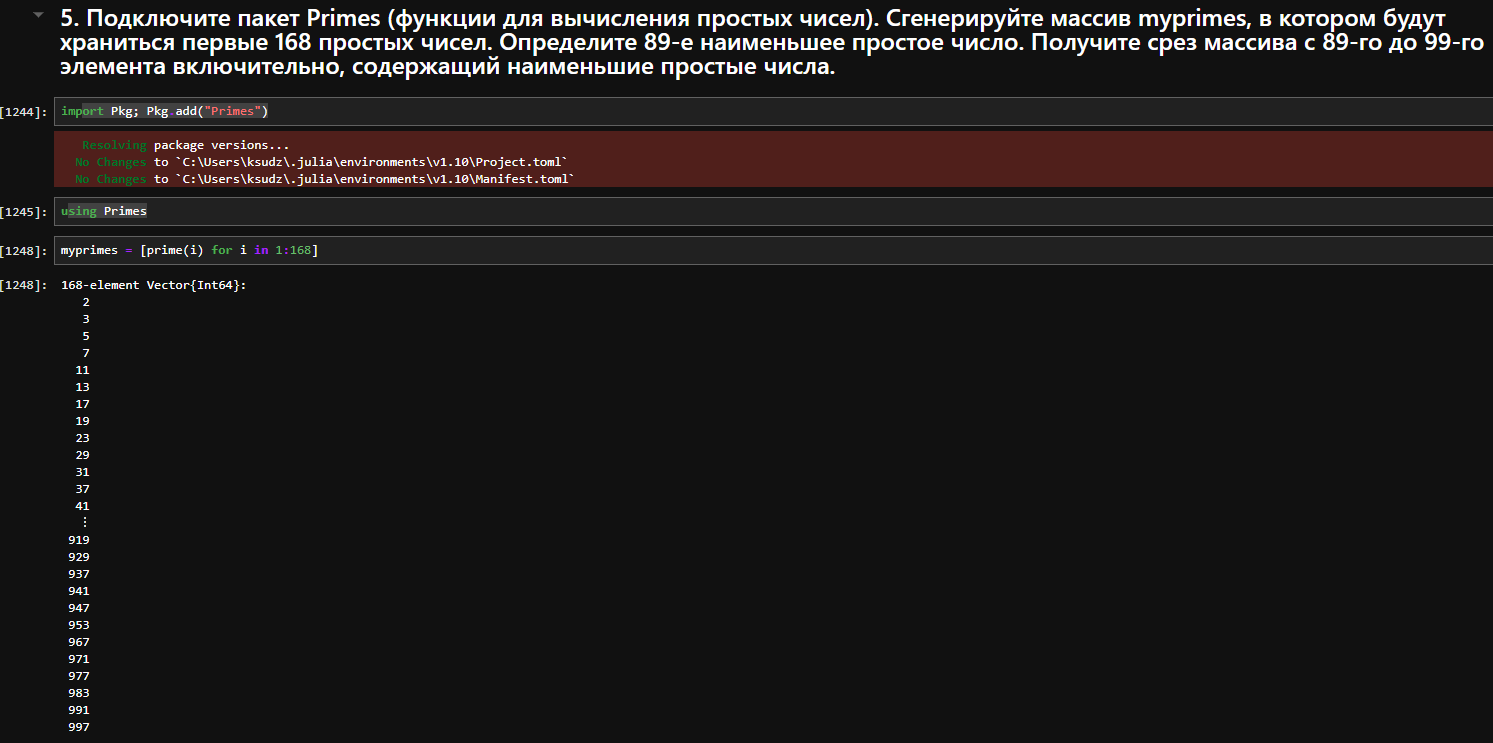 5. Подключите пакет Primes (функции для вычисления простых чисел). Сгенерируйте массив myprimes, в котором будут
храниться первые 168 простых чисел. Определите 89-е наименьшее простое число. Получите срез массива с 89-го до 99-го
элемента включительно, содержащий наименьшие простые числа.
[1244]: import Pkg; Pkg.add("Primes")
Resolving package versions...
No Changes to `C:\Users\ksudz\.julia\environments\v1.10\Project.toml`
No Changes to `C:\Users\ksudz\.julia\environments\v1.10\Manifest.toml`
[1245]: using Primes
[1248]: myprimes = [prime(i) for i in 1:168]
[1248]: 168-element Vector{Int64}:
2
3
5
7
11
13
17
19
23
29
31
37
41
⋮
919
929
937
941
947
953
967
971
977
983
991
997